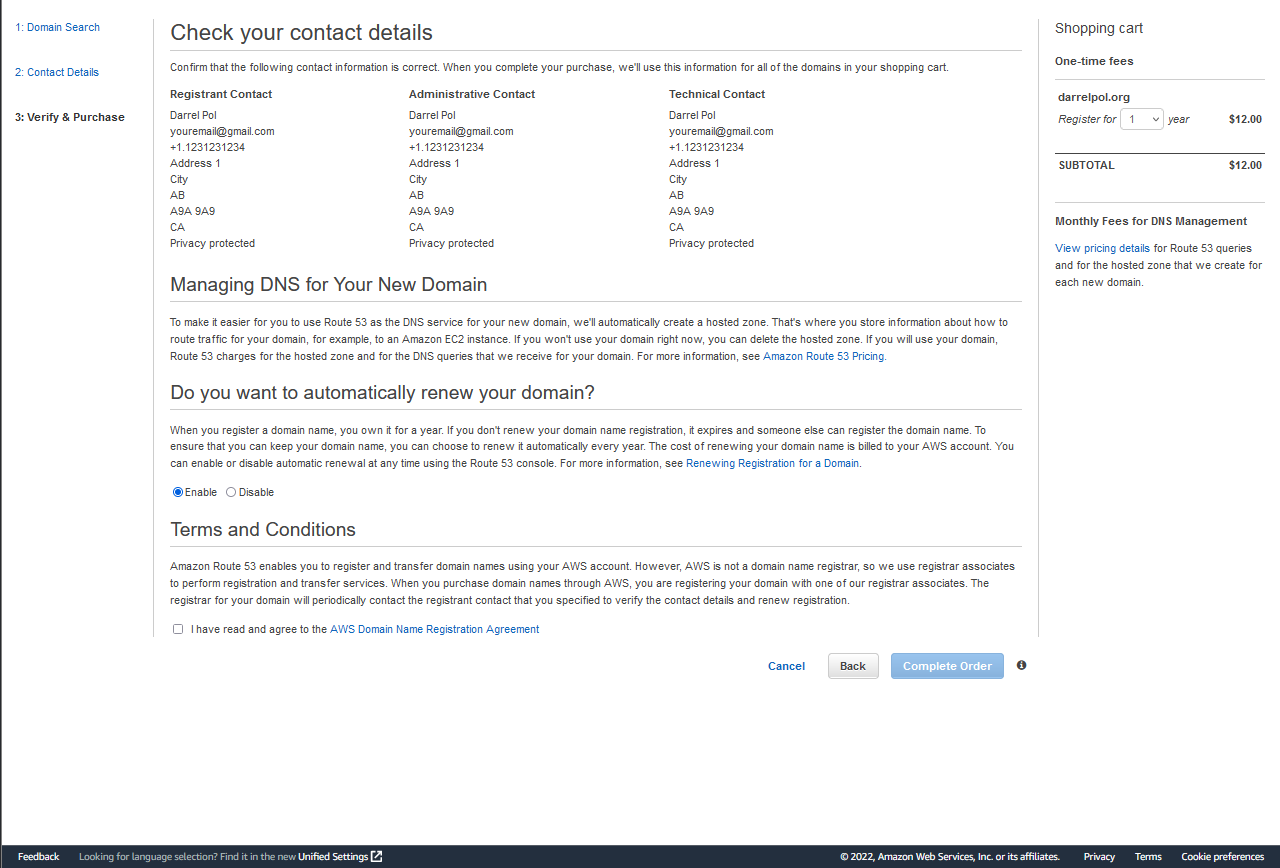 1: Domain Search
2: Contact Details
3: Verify & Purchase
Check your contact details
Confirm that the following contact information is correct. When you complete your purchase, we'll use this information for all of the domains in your shopping cart.
Registrant Contact
Darrel Pol
youremail@gmail.com
+1.1231231234
Address 1
City
AB
A9A 9A9
CA
Privacy protected
Administrative Contact
Darrel Pol
youremail@gmail.com
+1.1231231234
Address 1
City
AB
A9A 9A9
CA
Privacy protected
Technical Contact
Darrel Pol
youremail@gmail.com
+1.1231231234
Address 1
City
AB
A9A 9A9
CA
Privacy protected
Managing DNS for Your New Domain
To make it easier for you to use Route 53 as the DNS service for your new domain, we'll automatically create a hosted zone. That's where you store information about how to
route traffic for your domain, for example, to an Amazon EC2 instance. If you won't use your domain right now, you can delete the hosted zone. If you will use your domain,
Route 53 charges for the hosted zone and for the DNS queries that we receive for your domain. For more information, see Amazon Route 53 Pricing.
Do you want to automatically renew your domain?
When you register a domain name, you own it for a year. If you don't renew your domain name registration, it expires and someone else can register the domain name. To
ensure that you can keep your domain name, you can choose to renew it automatically every year. The cost of renewing your domain name is billed to your AWS account. You
can enable or disable automatic renewal at any time using the Route 53 console. For more information, see Renewing Registration for a Domain.
Enable Disable
Terms and Conditions
Amazon Route 53 enables you to register and transfer domain names using your AWS account. However, AWS is not a domain name registrar, so we use registrar associates
to perform registration and transfer services. When you purchase domain names through AWS, you are registering your domain with one of our registrar associates. The
registrar for your domain will periodically contact the registrant contact that you specified to verify the contact details and renew registration.
I have read and agree to the AWS Domain Name Registration Agreement
Cancel Back Complete Order
Shopping cart
One-time fees
darrelpol.org
Register for 1 year $12.00
SUBTOTAL $12.00
Monthly Fees for DNS Management
View pricing details for Route 53 queries
and for the hosted zone that we create for
each new domain.
Feedback Looking for language selection? Find it in the new Unified Settings © 2022, Amazon Web Services, Inc. or its affiliates. Privacy Terms Cookie preferences